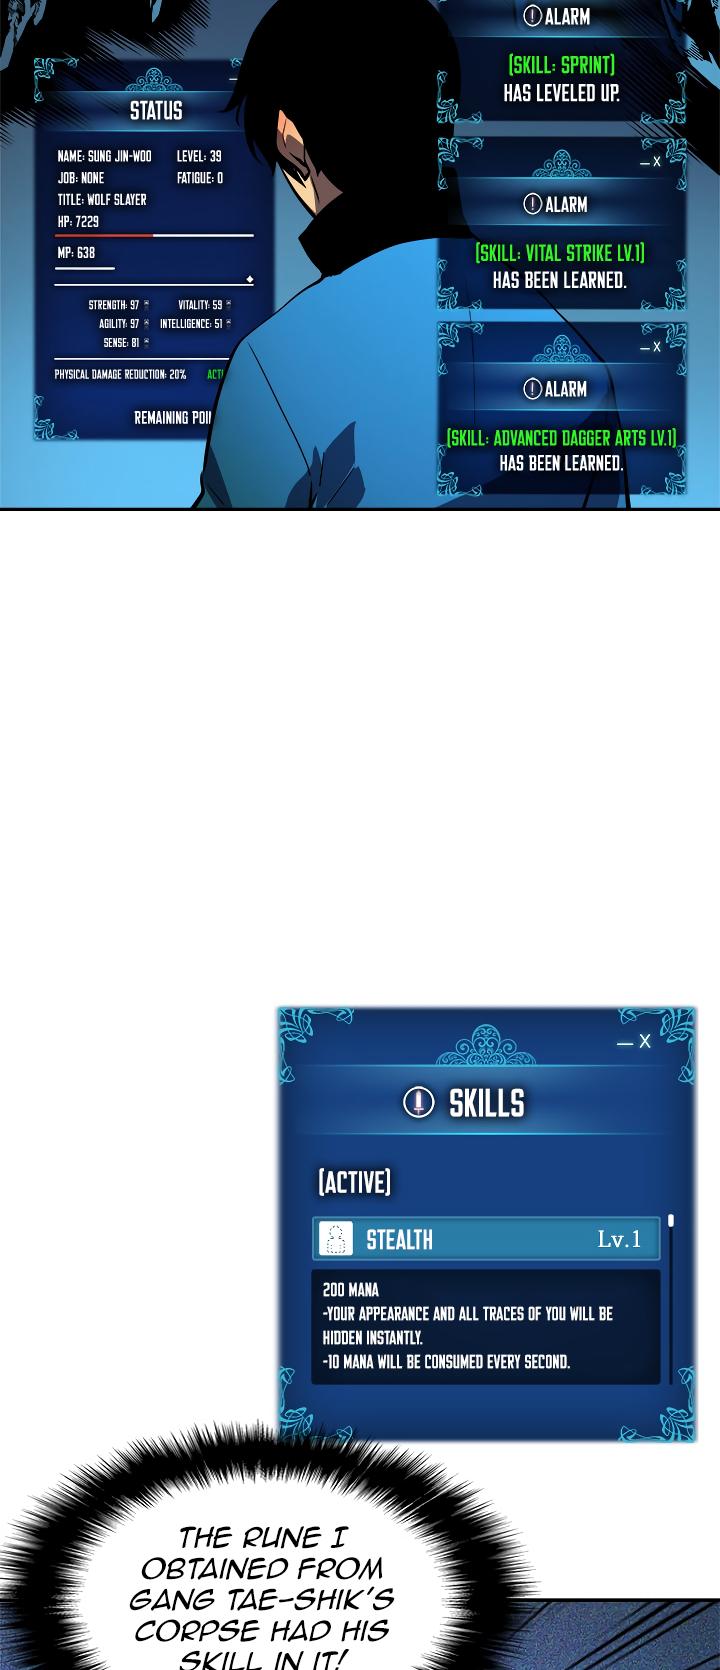 STATUS
NAME: SUNG JIN-WOO LEVEL: 39
JOB: NONE FATIGUE: 0
TITLE: WOLF SLAYER
HP: 7229
MP: 638
STRENGTH: 97 VITALITY: 59
AGILITY: 97 INTELLIGENCE: 51
SENSE: 81
PHYSICAL DAMAGE REDUCTION: 20%
REMAINING
ALARM
[SKILL: SPRINT]
HAS LEVELED UP.
ALARM
[SKILL: VITAL STRIKE LV.1]
HAS BEEN LEARNED.
ALARM
[SKILL: ADVANCED DAGGER ARTS LV.1]
HAS BEEN LEARNED.
SKILLS
[ACTIVE]
STEALTH Lv.1
200 MANA
-YOUR APPEARANCE AND ALL TRACES OF YOU WILL BE
HIDDEN INSTANTLY.
-10 MANA WILL BE CONSUMED EVERY SECOND.
THE RUNE I
OBTAINED FROM
GANG TAE-SHIK'S
CORPSE HAD HIS
SKILL IN IT!